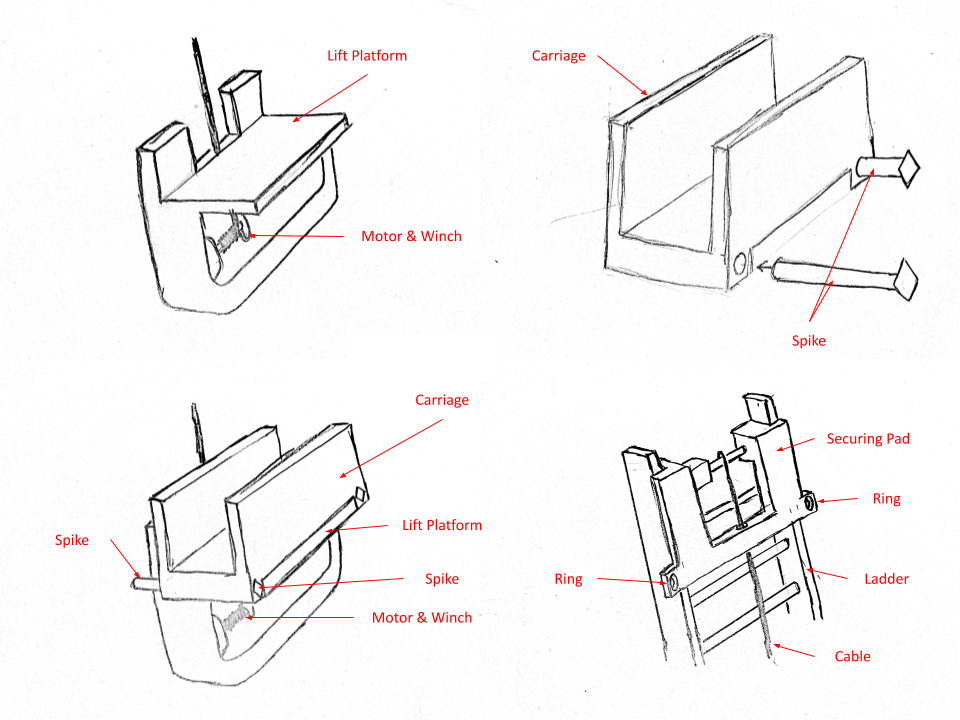 Lift Platform
Motor & Winch
Carriage
Spike
Carriage
Lift Platform
Spike
Spike
Motor & Winch
Securing Pad
Ring
Ring
Ladder
Cable